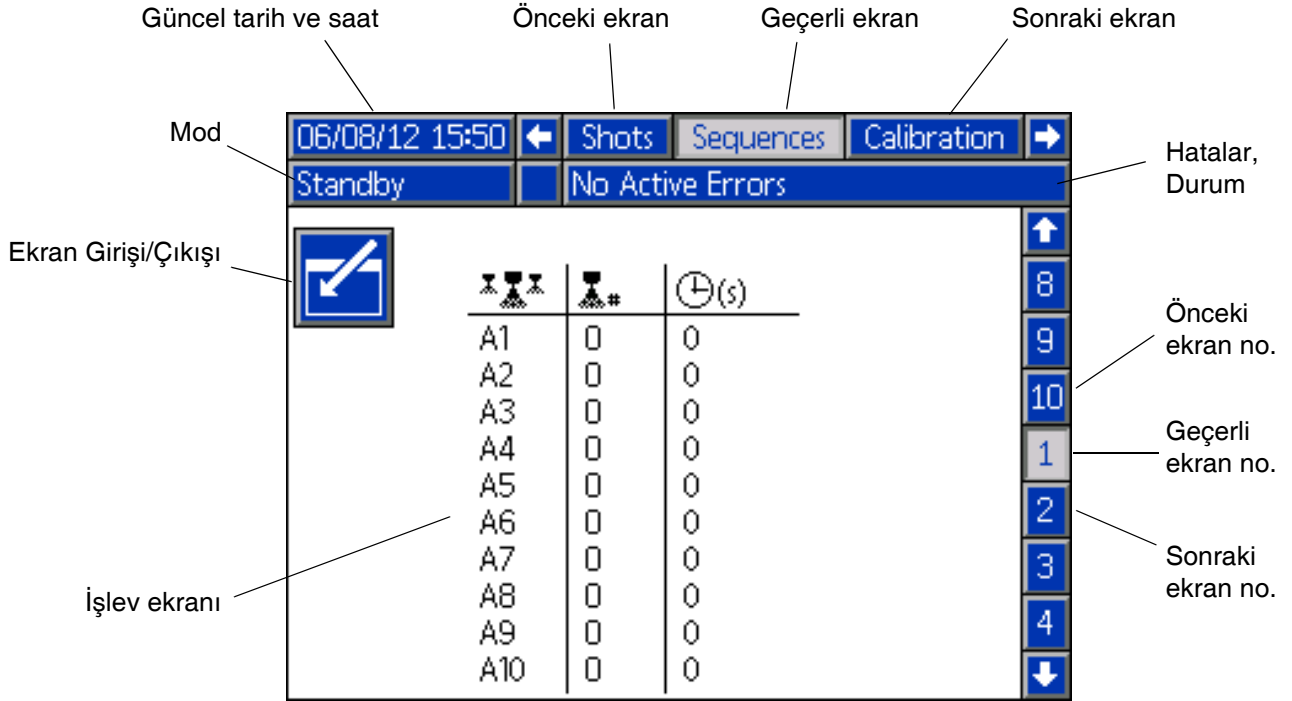 Güncel tarih ve saat
Önceki ekran
Geçerli ekran
Sonraki ekran
Mod
06/08/12 15:50
Shots
Sequences
Calibration
Standby
No Active Errors
Hatalar,
Durum
Ekran Girişi/Çıkışı
#
(s)
A1 0 0
A2 0 0
A3 0 0
A4 0 0
A5 0 0
A6 0 0
A7 0 0
A8 0 0
A9 0 0
A10 0 0
İşlev ekranı
8
9
10
1
2
3
4
Önceki
ekran no.
Geçerli
ekran no.
Sonraki
ekran no.